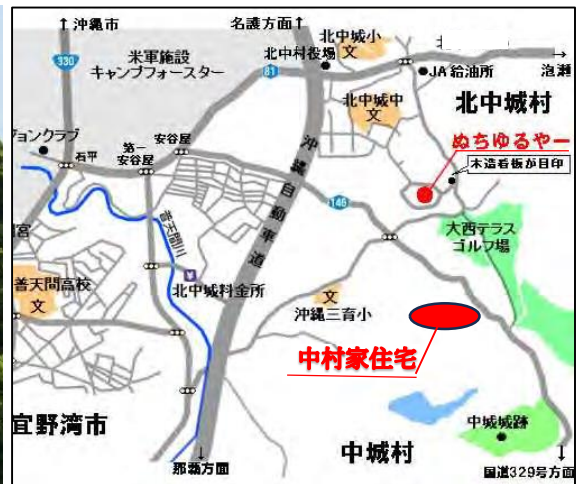 ↑沖縄市
名護方面↑
米軍施設
キャンプフォースター
330
81
北中村役場
北中城小
文
JA給油所
→
泡瀬
北中城中
文
北中城村
ぬちゆるやー
木造看板が目印
ジョンクラブ
石平
第一
安谷屋
安谷屋
沖縄自動車道
146
大西テラス
ゴルフ場
普天間川
宮
普天間高校
文
北中城料金所
文
沖縄三育小
中村家住宅
宜野湾市
中城城跡
中城村
↓
那覇方面
↓
国道329号方面